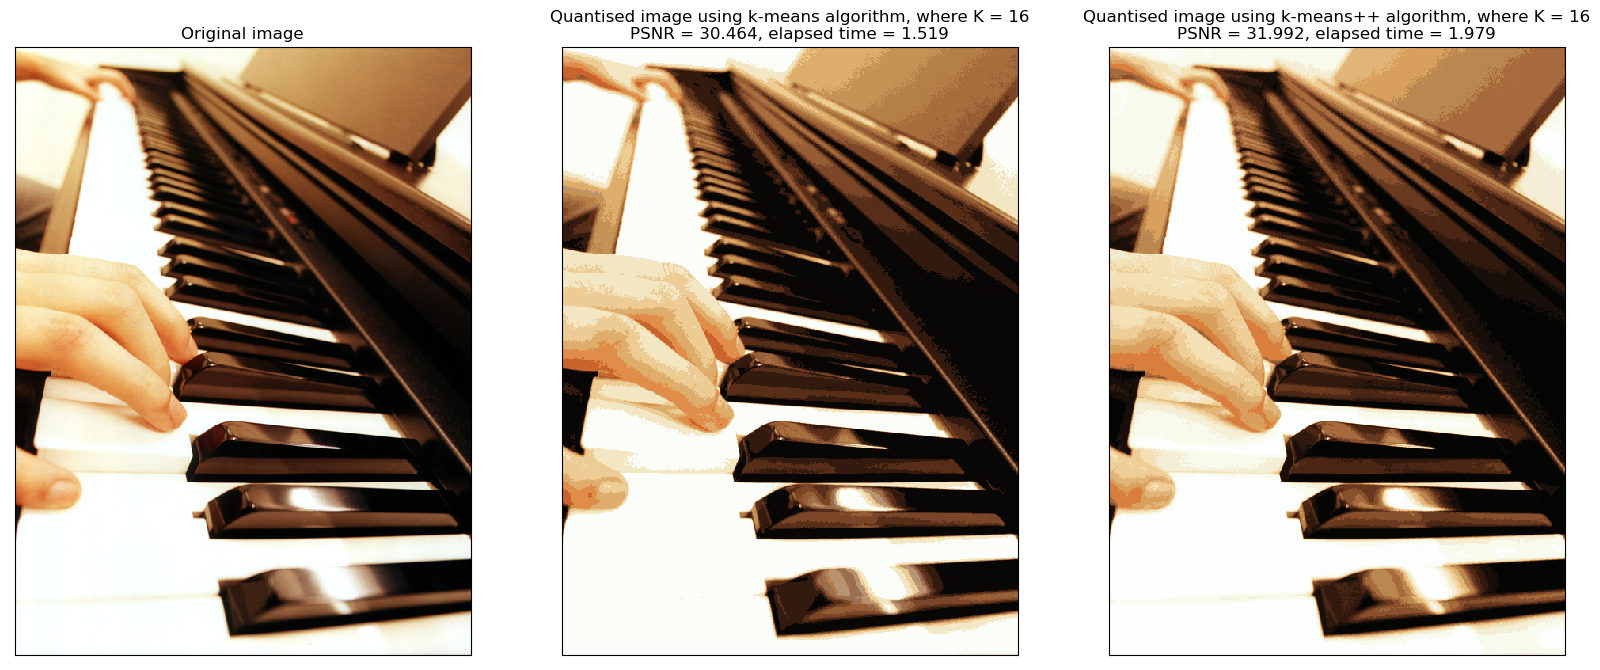 Original image
Quantised image using k-means algorithm, where K = 16
PSNR = 30.464, elapsed time = 1.519
Quantised image using k-means++ algorithm, where K = 16
PSNR = 31.992, elapsed time = 1.979